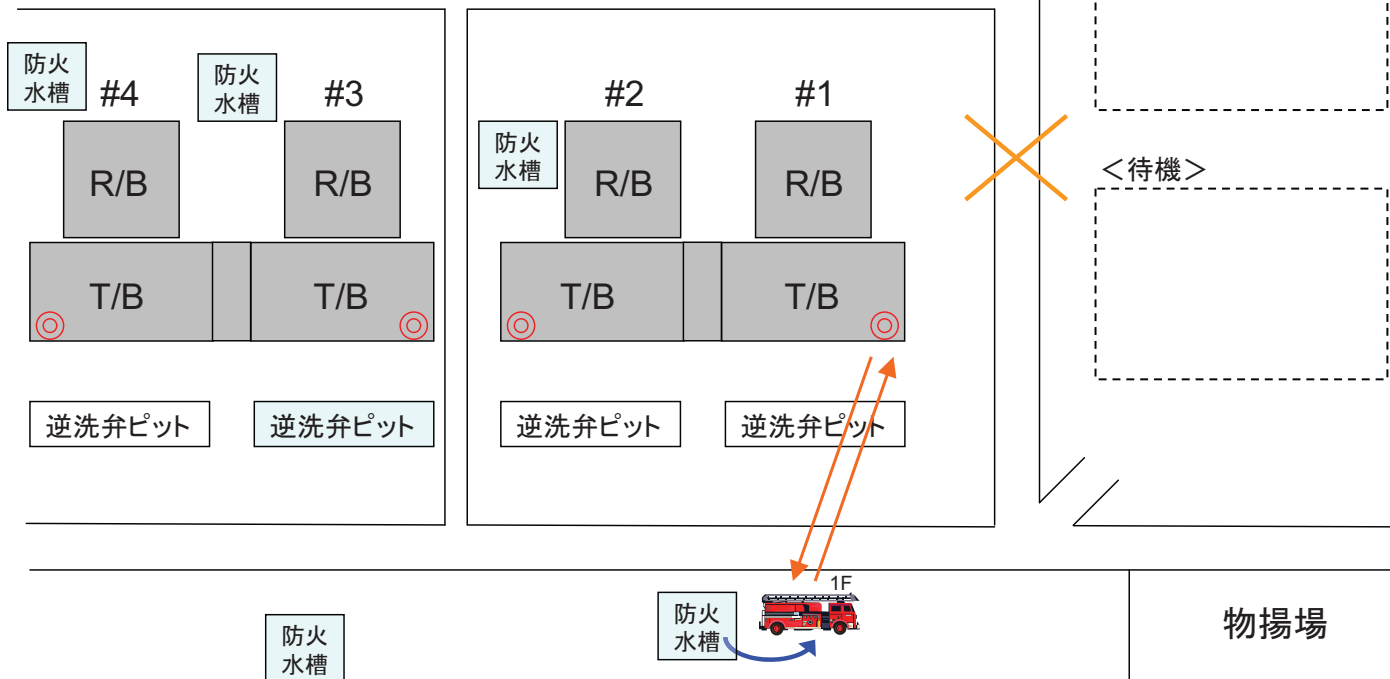 防火
水槽
#4
防火
水槽
#3
#2
#1
防火
水槽
R/B
R/B
R/B
R/B
<待機>
T/B
T/B
T/B
T/B
逆洗弁ピット
逆洗弁ピット
逆洗弁ピット
逆洗弁ピット
1F
防火
水槽
防火
水槽
物揚場